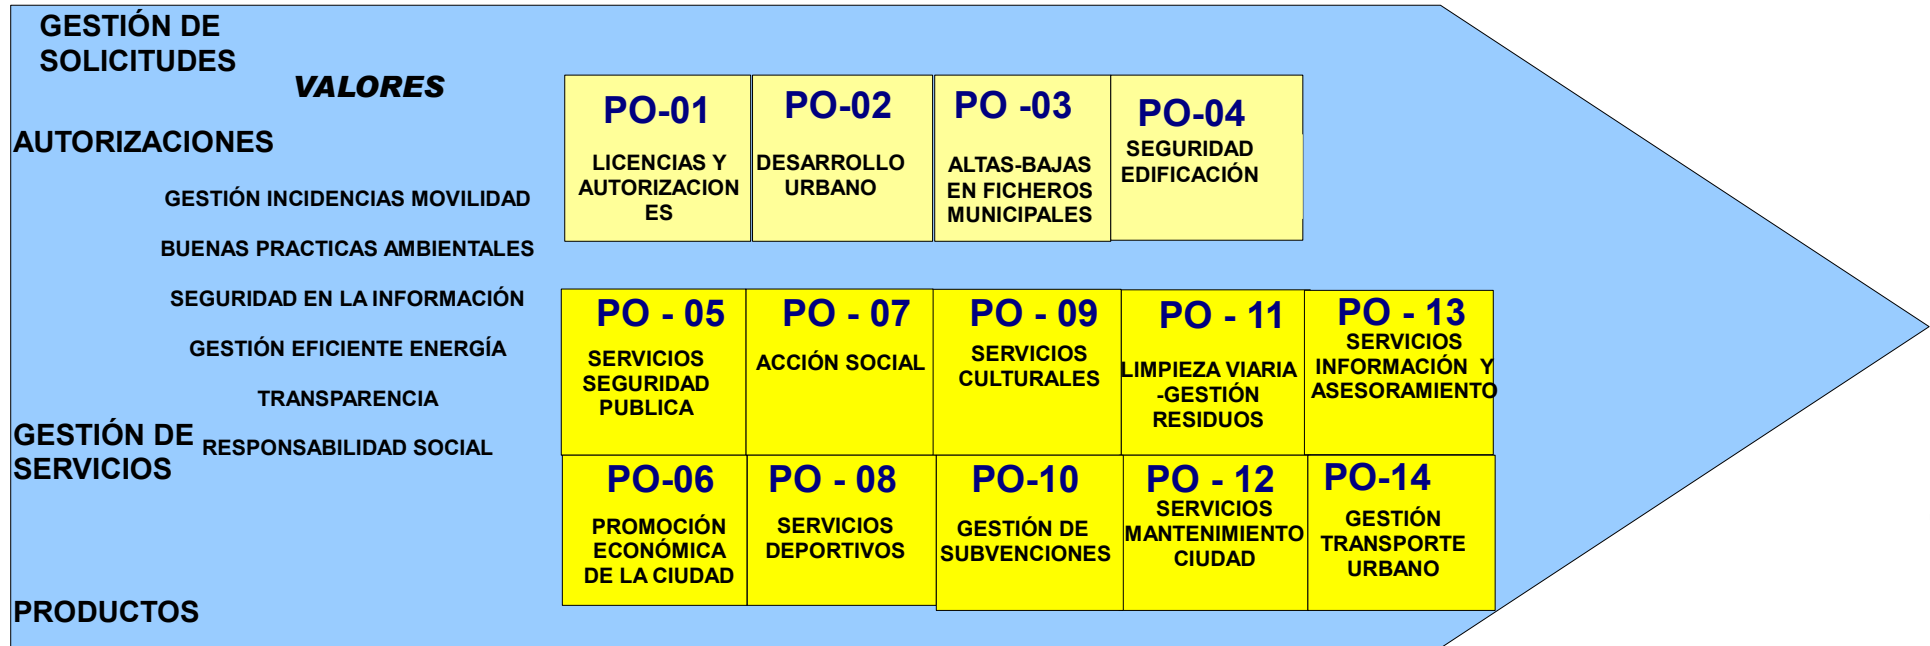 GESTIÓN DE
SOLICITUDES
VALORES
AUTORIZACIONES
GESTIÓN INCIDENCIAS MOVILIDAD
BUENAS PRACTICAS AMBIENTALES
SEGURIDAD EN LA INFORMACIÓN
GESTIÓN EFICIENTE ENERGÍA
TRANSPARENCIA
RESPONSABILIDAD SOCIAL
GESTIÓN DE
SERVICIOS
PRODUCTOS
PO-01
LICENCIAS Y
AUTORIZACION
ES
PO-02
DESARROLLO
URBANO
PO -03
ALTAS-BAJAS
EN FICHEROS
MUNICIPALES
PO-04
SEGURIDAD
EDIFICACIÓN
PO - 05
SERVICIOS
SEGURIDAD
PUBLICA
PO - 07
ACCIÓN SOCIAL
PO - 09
SERVICIOS
CULTURALES
PO - 11
LIMPIEZA VIARIA
-GESTIÓN
RESIDUOS
PO - 13
SERVICIOS
INFORMACIÓN Y
ASESORAMIENTO
PO-06
PROMOCIÓN
ECONÓMICA
DE LA CIUDAD
PO - 08
SERVICIOS
DEPORTIVOS
PO-10
GESTIÓN DE
SUBVENCIONES
PO - 12
SERVICIOS
MANTENIMIENTO
CIUDAD
PO-14
GESTIÓN
TRANSPORTE
URBANO